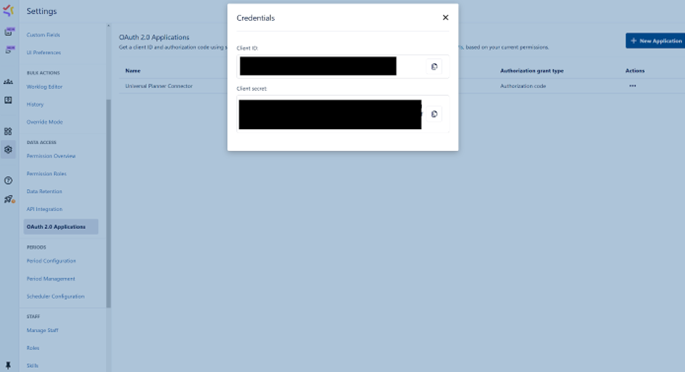 Settings
Custom Fields
UI Preferences
BULK ACTIONS
Worklog Editor
History
Override Mode
DATA ACCESS
Permission Overview
Permission Roles
Data Retention
API Integration
OAuth 2.0 Applications
PERIODS
Period Configuration
Period Management
Scheduler Configuration
STAFF
Manage Staff
Roles
Skills
OAuth 2.0 Applications
Get a client ID and authorization code using
based on your current permissions.
+ New Application
Name
Authorization grant type
Actions
Universal Planner Connector
Authorization code
Credentials
Client ID:
Client secret: